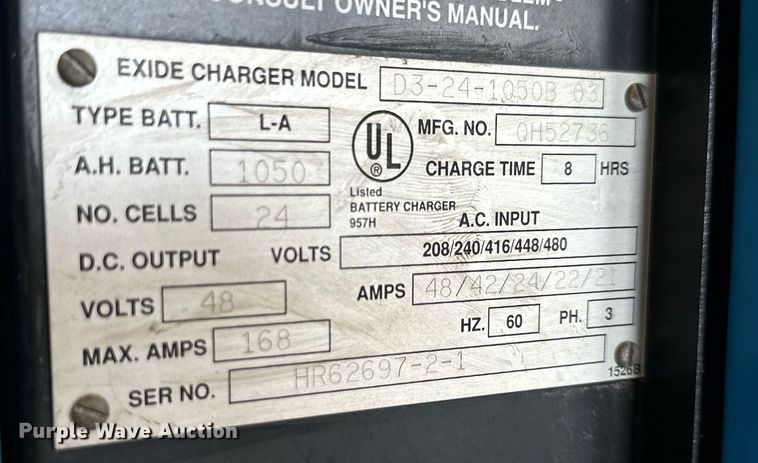 CONSULT OWNER'S MANUAL.
EXIDE CHARGER MODEL D3-24-1050B 03
TYPE BATT. L-A
MFG. NO. QH52736
A.H. BATT. 1050
UL ®
CHARGE TIME 8 HRS
Listed
BATTERY CHARGER
957H
NO. CELLS 24
A.C. INPUT
D.C. OUTPUT
VOLTS 208/240/416/448/480
VOLTS 48
AMPS 48/42/24/22/21
HZ. 60 PH. 3
MAX. AMPS 168
SER NO. HR62697-2-1
1526B
Purple Wave Auction